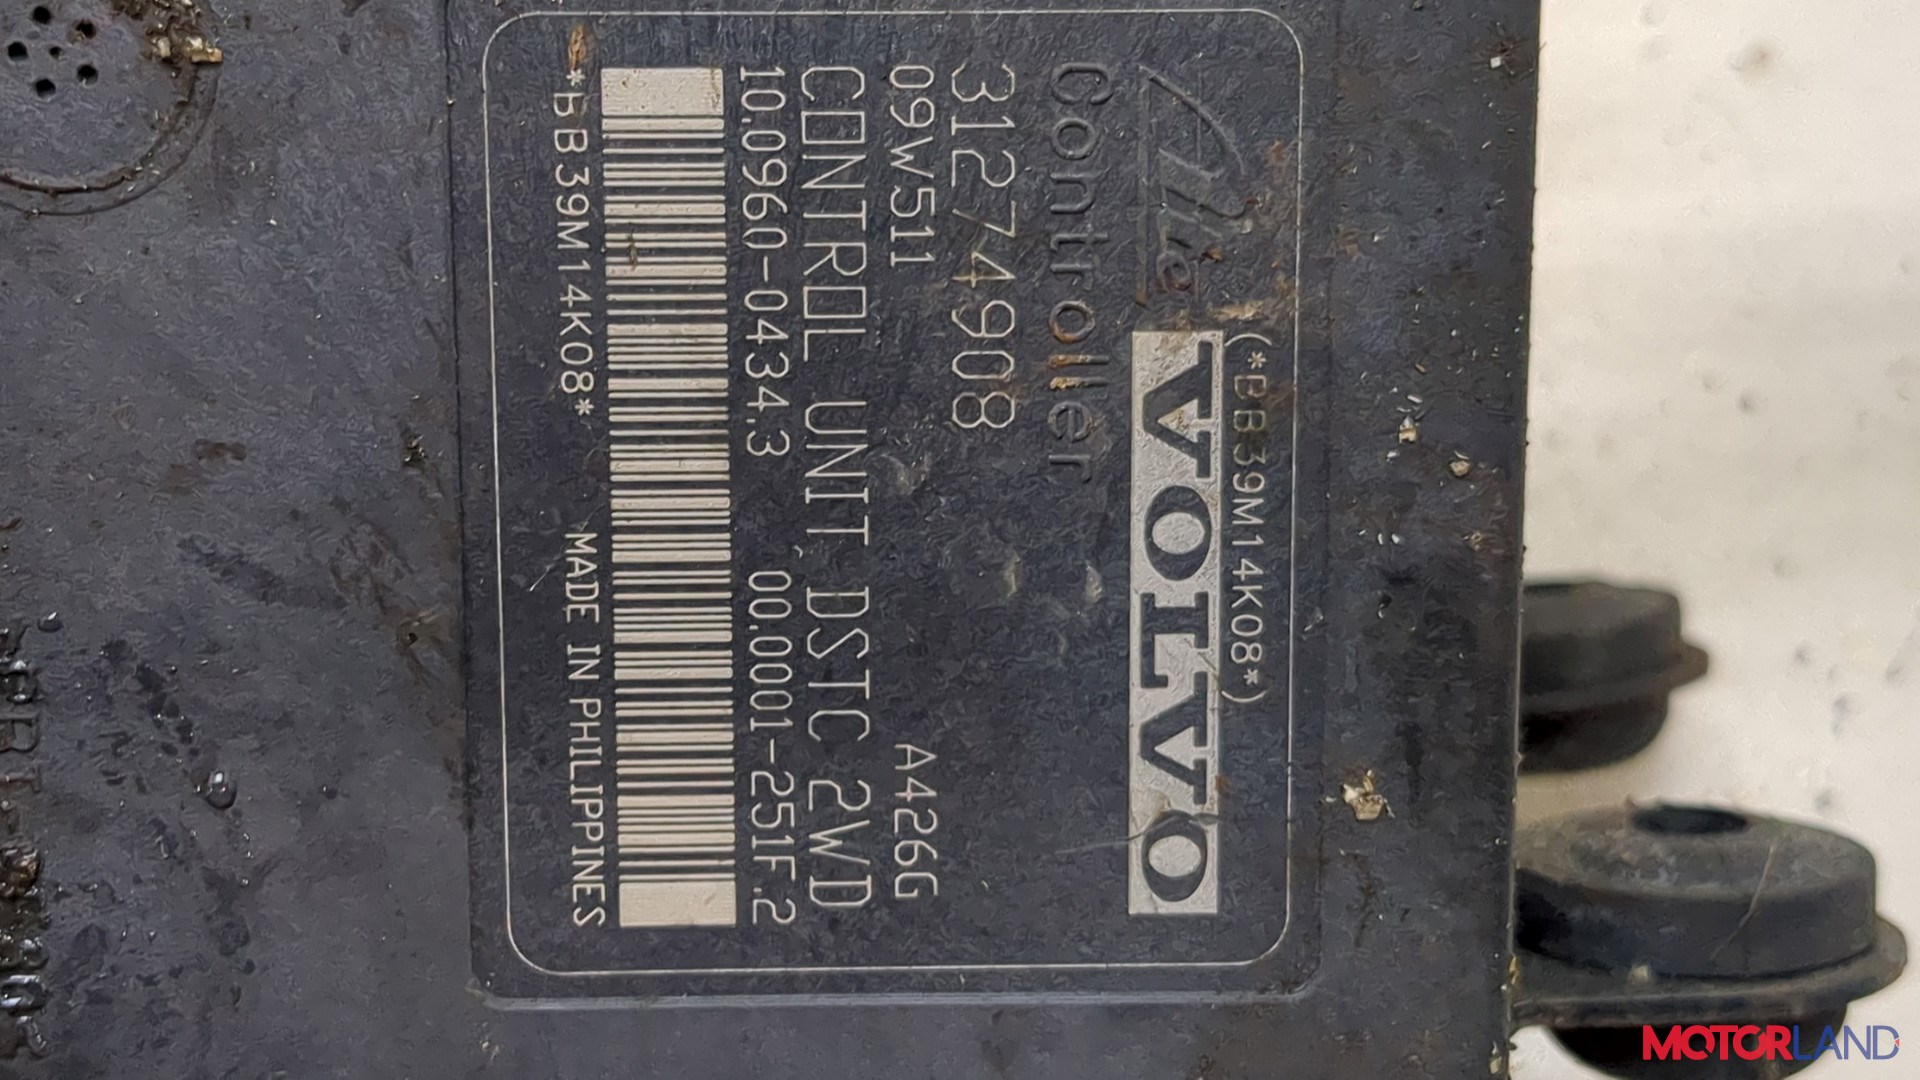 (*BB39M14K08*)
Ate VOLVO
Controller
31274908
09W511 A426G
CONTROL UNIT DSTC 2WD
10.0960-0434.3 00.0001-251F.2
*BB39M14K08* MADE IN PHILIPPINES
MOTORLAND